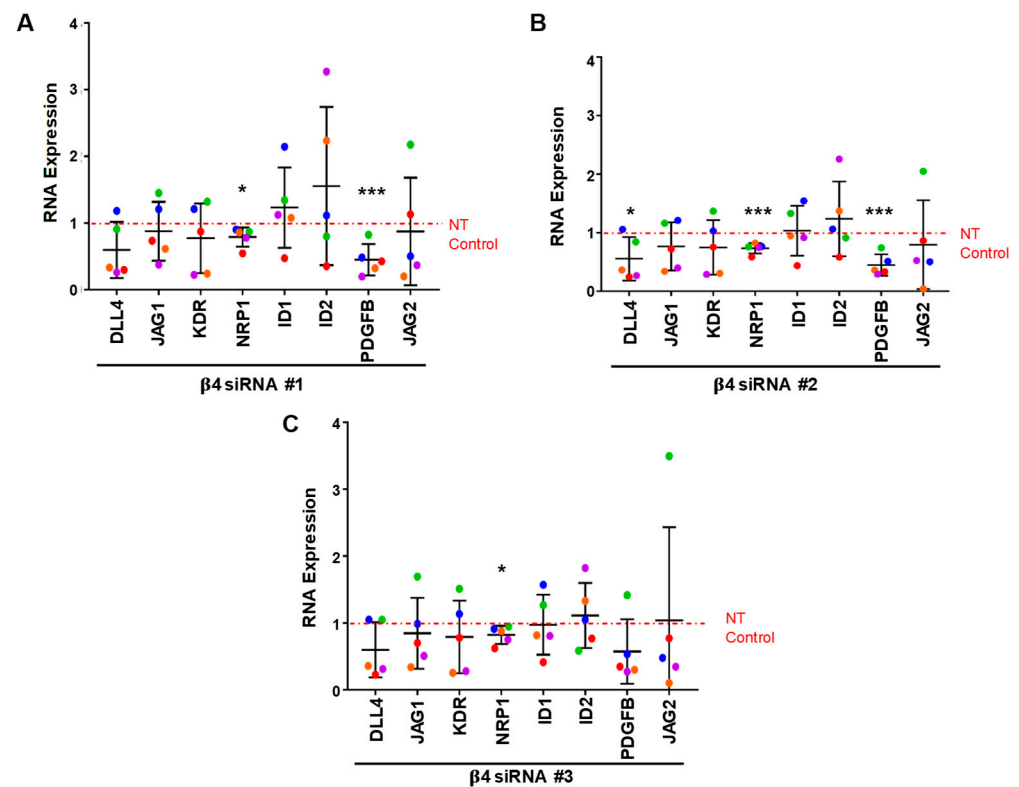 A
RNA Expression
4
3
2
1
0
*
***
NT
Control
DLL4
JAG1
KDR
NRP1
ID1
ID2
PDGFB
JAG2
β4 siRNA #1
B
RNA Expression
4
3
2
1
0
*
***
***
NT
Control
DLL4
JAG1
KDR
NRP1
ID1
ID2
PDGFB
JAG2
β4 siRNA #2
C
RNA Expression
4
3
2
1
0
*
NT
Control
DLL4
JAG1
KDR
NRP1
ID1
ID2
PDGFB
JAG2
β4 siRNA #3